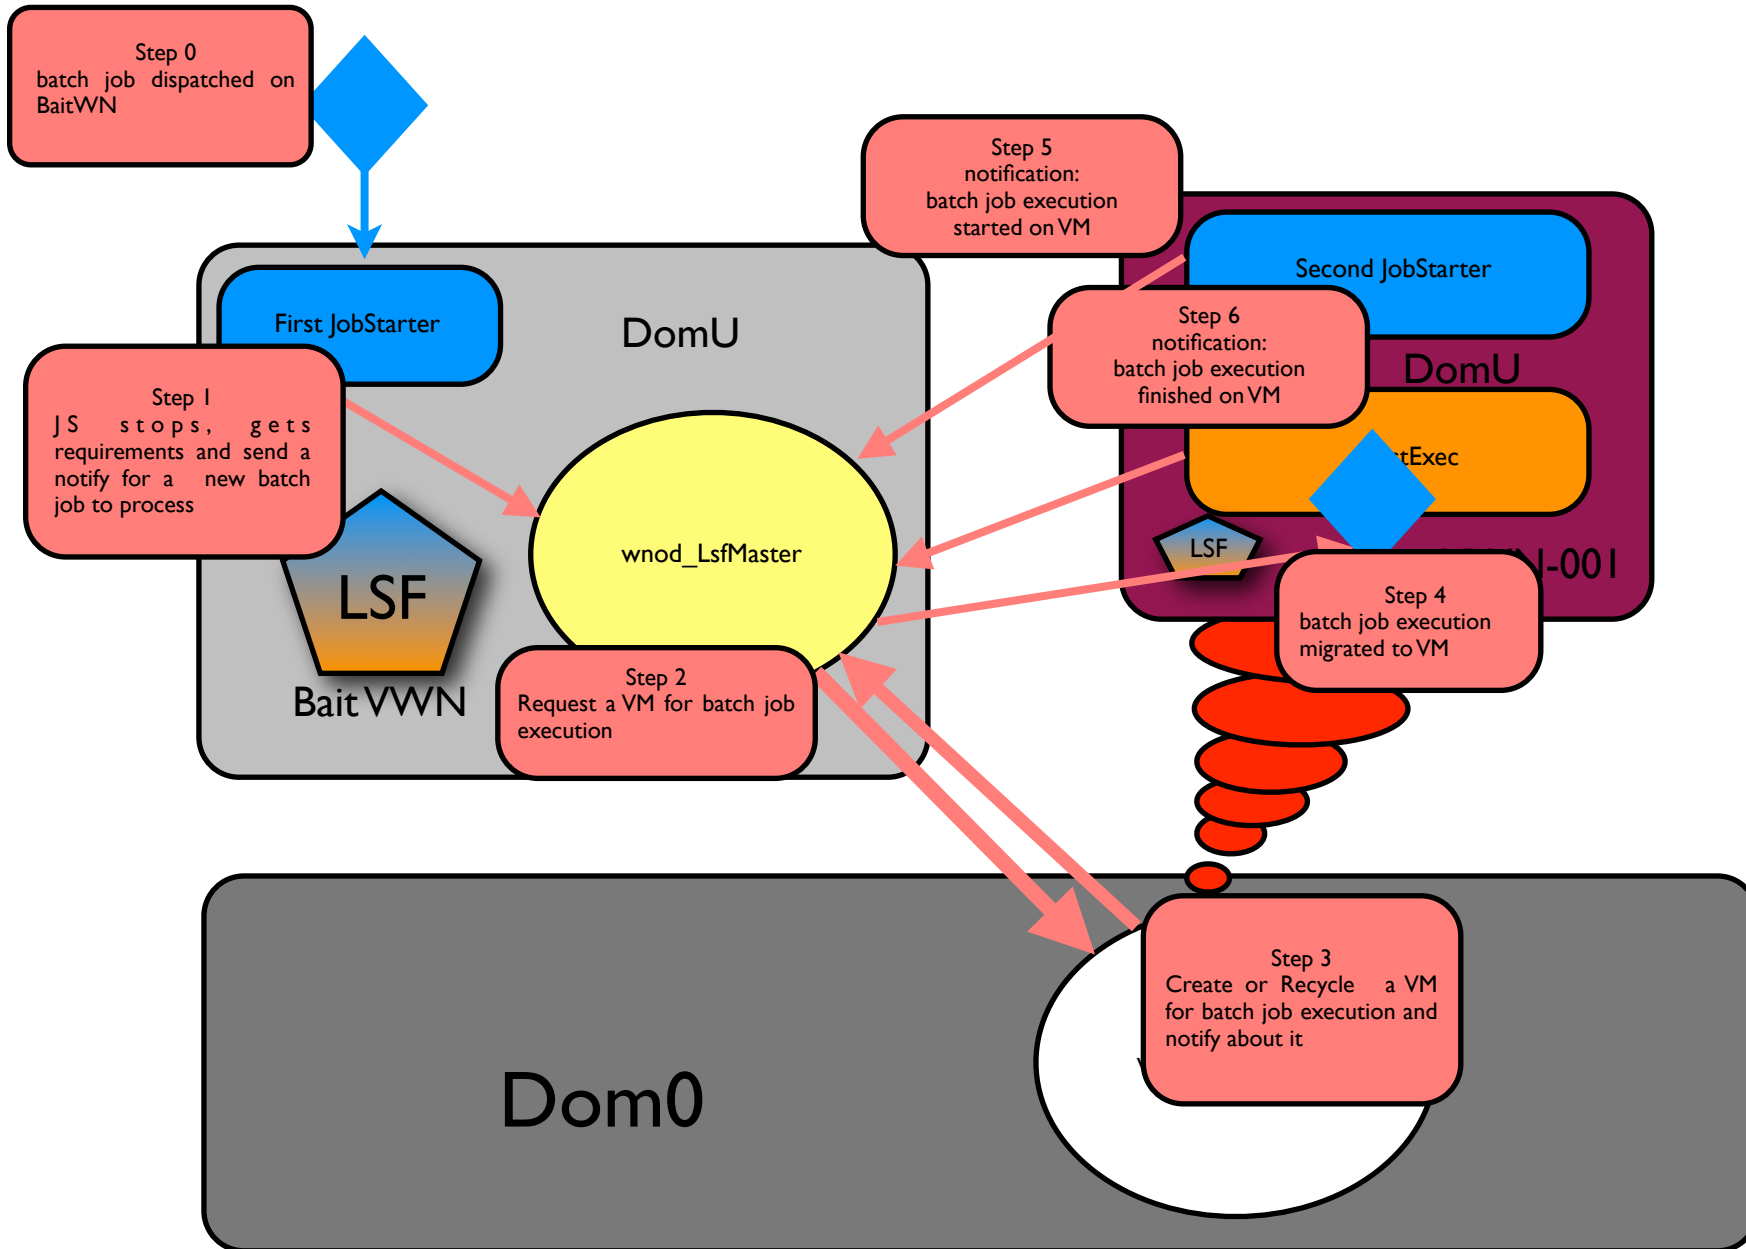 Step 0
batch job dispatched on
BaitWN
Step 5
notification:
batch job execution
started on VM
Second JobStarter
First JobStarter
DomU
Step 6
notification:
batch job execution
finished on VM
DomU
Step 1
JS stops, gets
requirements and send a
notify for a new batch
job to process
tExec
wnod_LsfMaster
LSF
LSF
N-001
Step 4
batch job execution
migrated to VM
Bait VWN
Step 2
Request a VM for batch job
execution
Step 3
Create or Recycle a VM
for batch job execution and
notify about it
Dom0